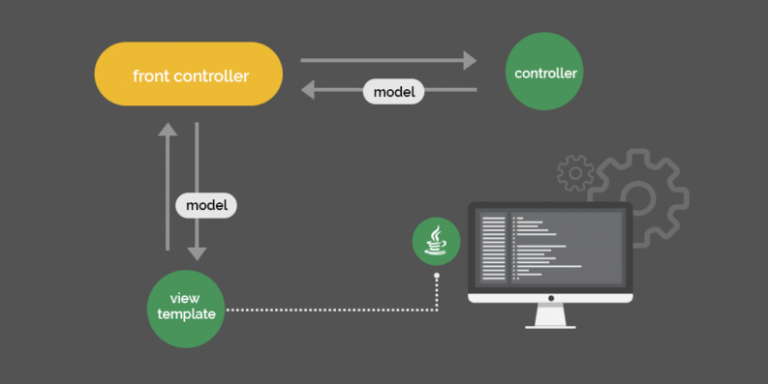 front controller
controller
model
model
view
template